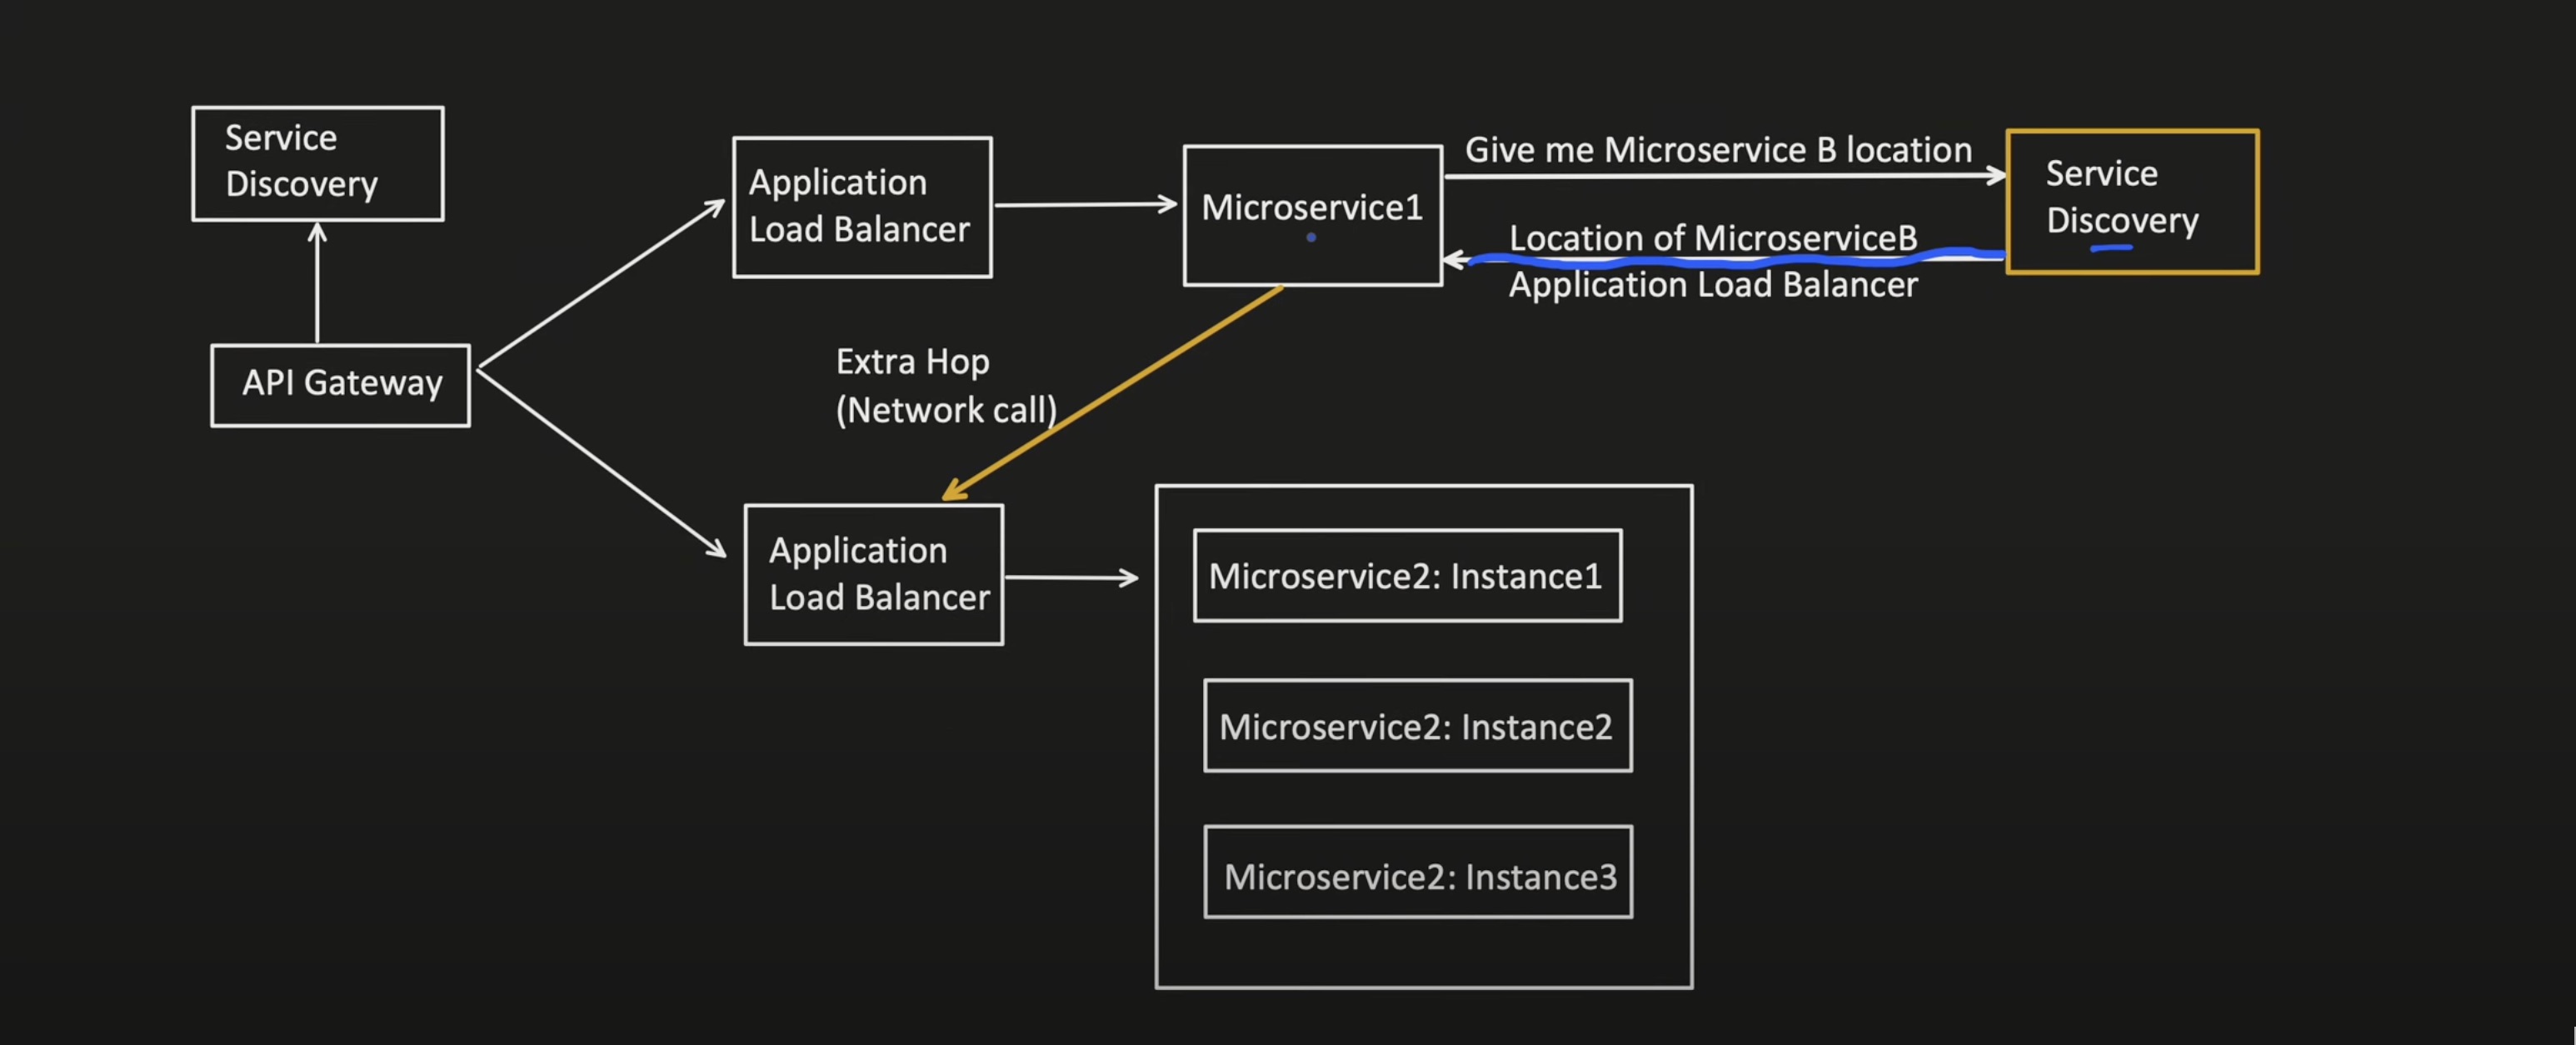 Service
Discovery
API Gateway
Application
Load Balancer
Microservice1
Give me Microservice B location
Location of MicroserviceB
Application Load Balancer
Service
Discovery
Extra Hop
(Network call)
Application
Load Balancer
Microservice2: Instance1
Microservice2: Instance2
Microservice2: Instance3